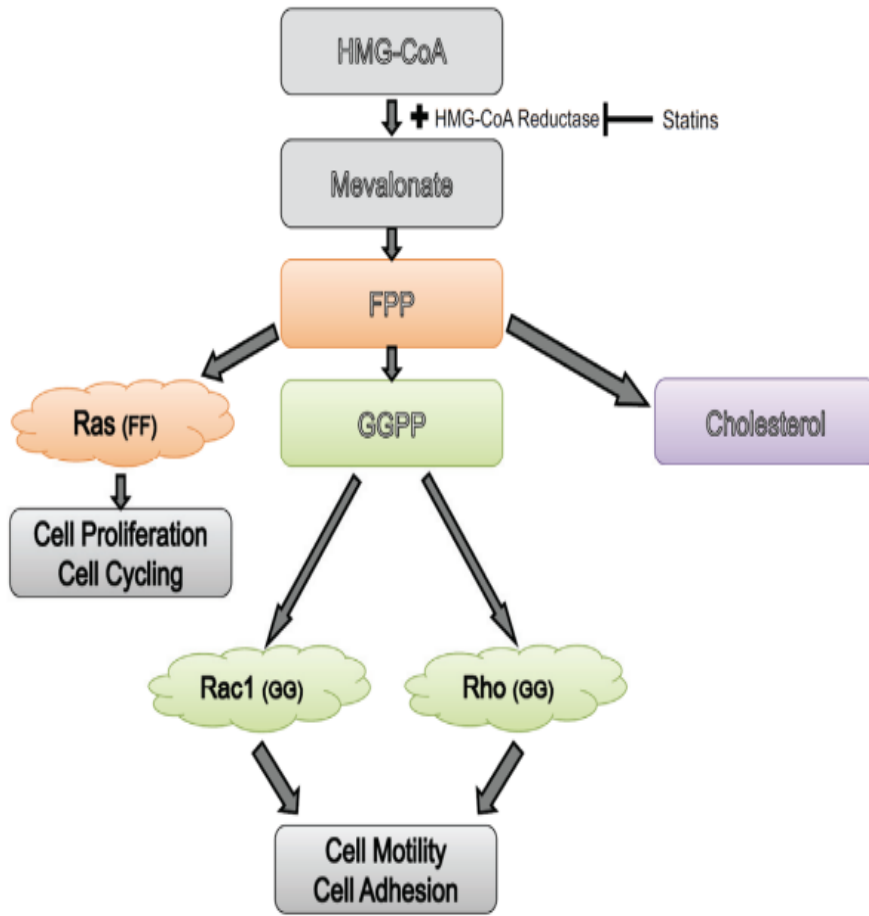 HMG-CoA
✚ HMG-CoA Reductase
Statins
Mevalonate
FPP
Ras (FF)
GGPP
Cholesterol
Cell Proliferation
Cell Cycling
Rac1 (GG)
Rho (GG)
Cell Motility
Cell Adhesion